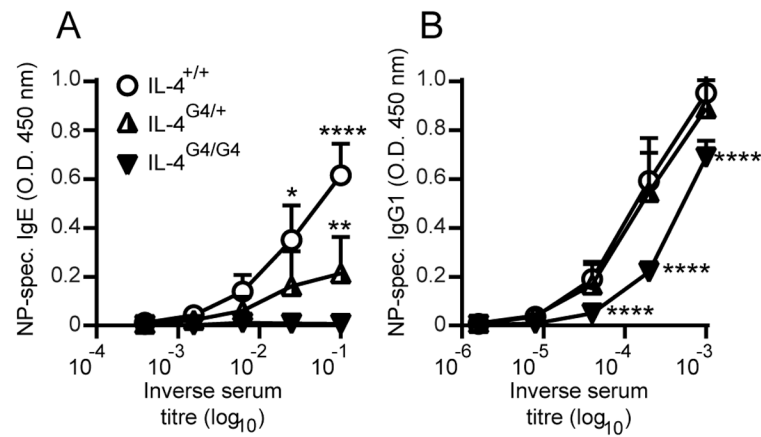 A
NP-spec. IgE (O.D. 450 nm)
1.0
0.8
0.6
0.4
0.2
0
IL-4+/+
IL-4G4/+
IL-4G4/G4
****
*
**
10-4 10-3 10-2 10-1
Inverse serum
titre (log10)
B
NP-spec. IgG1 (O.D. 450 nm)
1.0
0.8
0.6
0.4
0.2
0
****
****
****
10-6 10-5 10-4 10-3
Inverse serum
titre (log10)